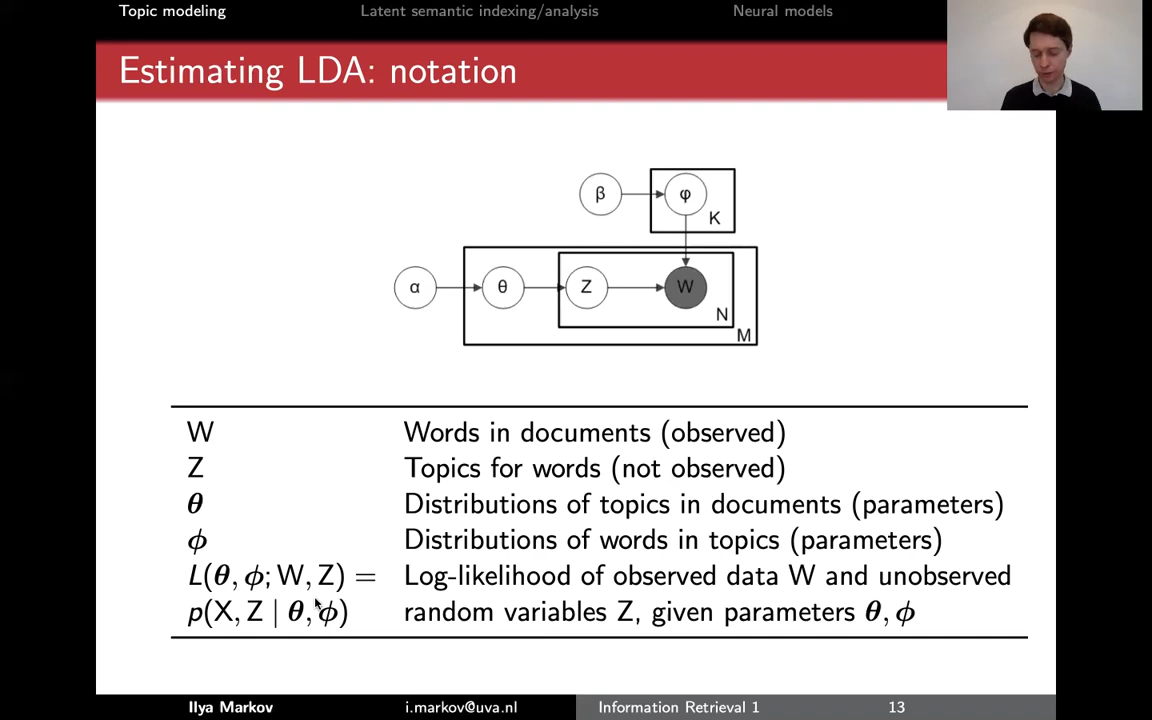 Topic modeling Latent semantic indexing/analysis Neural models
Estimating LDA: notation
β φ
K
α θ Z W
N
M
W Words in documents (observed)
Z Topics for words (not observed)
θ Distributions of topics in documents (parameters)
ϕ Distributions of words in topics (parameters)
L(θ, ϕ; W, Z) = Log-likelihood of observed data W and unobserved
p(X, Z | θ, ϕ) random variables Z, given parameters θ, ϕ
Ilya Markov i.markov@uva.nl Information Retrieval 1 13